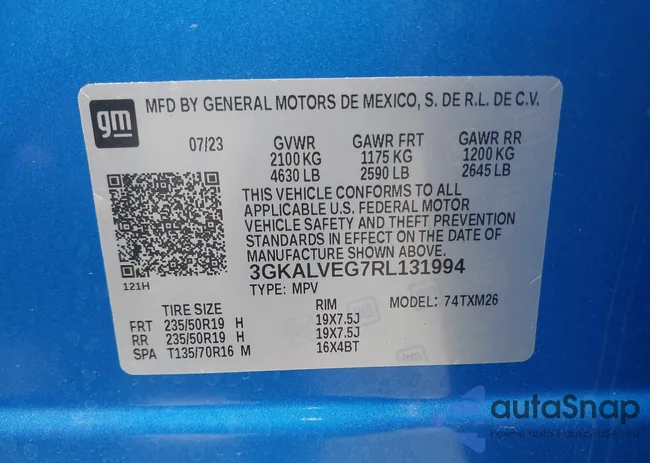 gm
MFD BY GENERAL MOTORS DE MEXICO, S. DE R.L. DE C.V.
07/23 GVWR GAWR FRT GAWR RR
2100 KG 1175 KG 1200 KG
4630 LB 2590 LB 2645 LB
THIS VEHICLE CONFORMS TO ALL
APPLICABLE U.S. FEDERAL MOTOR
VEHICLE SAFETY AND THEFT PREVENTION
STANDARDS IN EFFECT ON THE DATE OF
MANUFACTURE SHOWN ABOVE.
3GKALVEG7RL131994
121H
TYPE: MPV MODEL: 74TXM26
TIRE SIZE RIM
FRT 235/50R19 H 19X7.5J
RR 235/50R19 H 19X7.5J
SPA T135/70R16 M 16X4BT
autaSnap
Pewne auto z